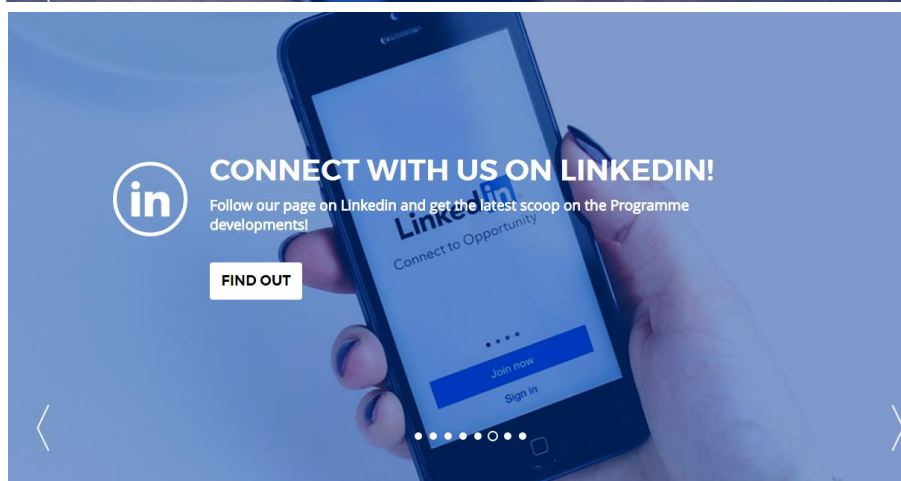 CONNECT WITH US ON LINKEDIN!
in
Follow our page on Linkedin and get the latest scoop on the Programme
developments!
FIND OUT
Linkedin
Connect to Opportunity
Join now
Sign in